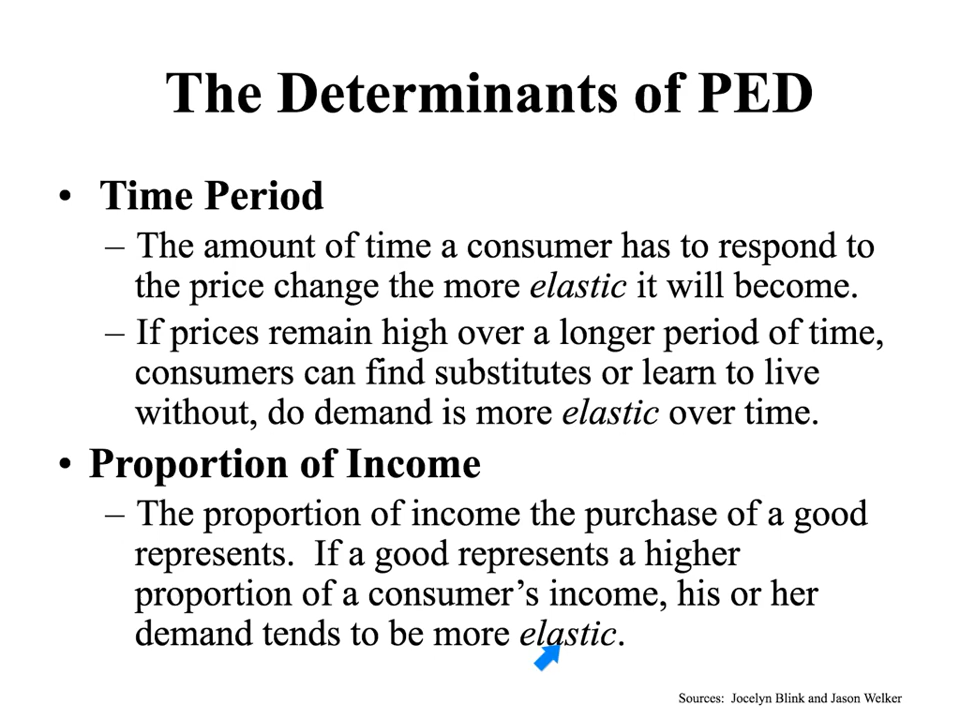 The Determinants of PED
• Time Period
– The amount of time a consumer has to respond to
the price change the more elastic it will become.
– If prices remain high over a longer period of time,
consumers can find substitutes or learn to live
without, do demand is more elastic over time.
• Proportion of Income
– The proportion of income the purchase of a good
represents.  If a good represents a higher
proportion of a consumer’s income, his or her
demand tends to be more elastic.
Sources:  Jocelyn Blink and Jason Welker